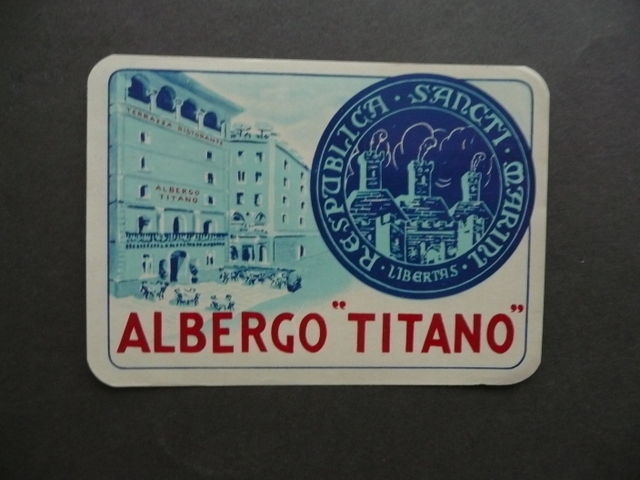 TERRAZZA RISTORANTE
ALBERGO
TITANO
RESPUBLICA · SANCTI · MARINI
· LIBERTAS ·
ALBERGO "TITANO"